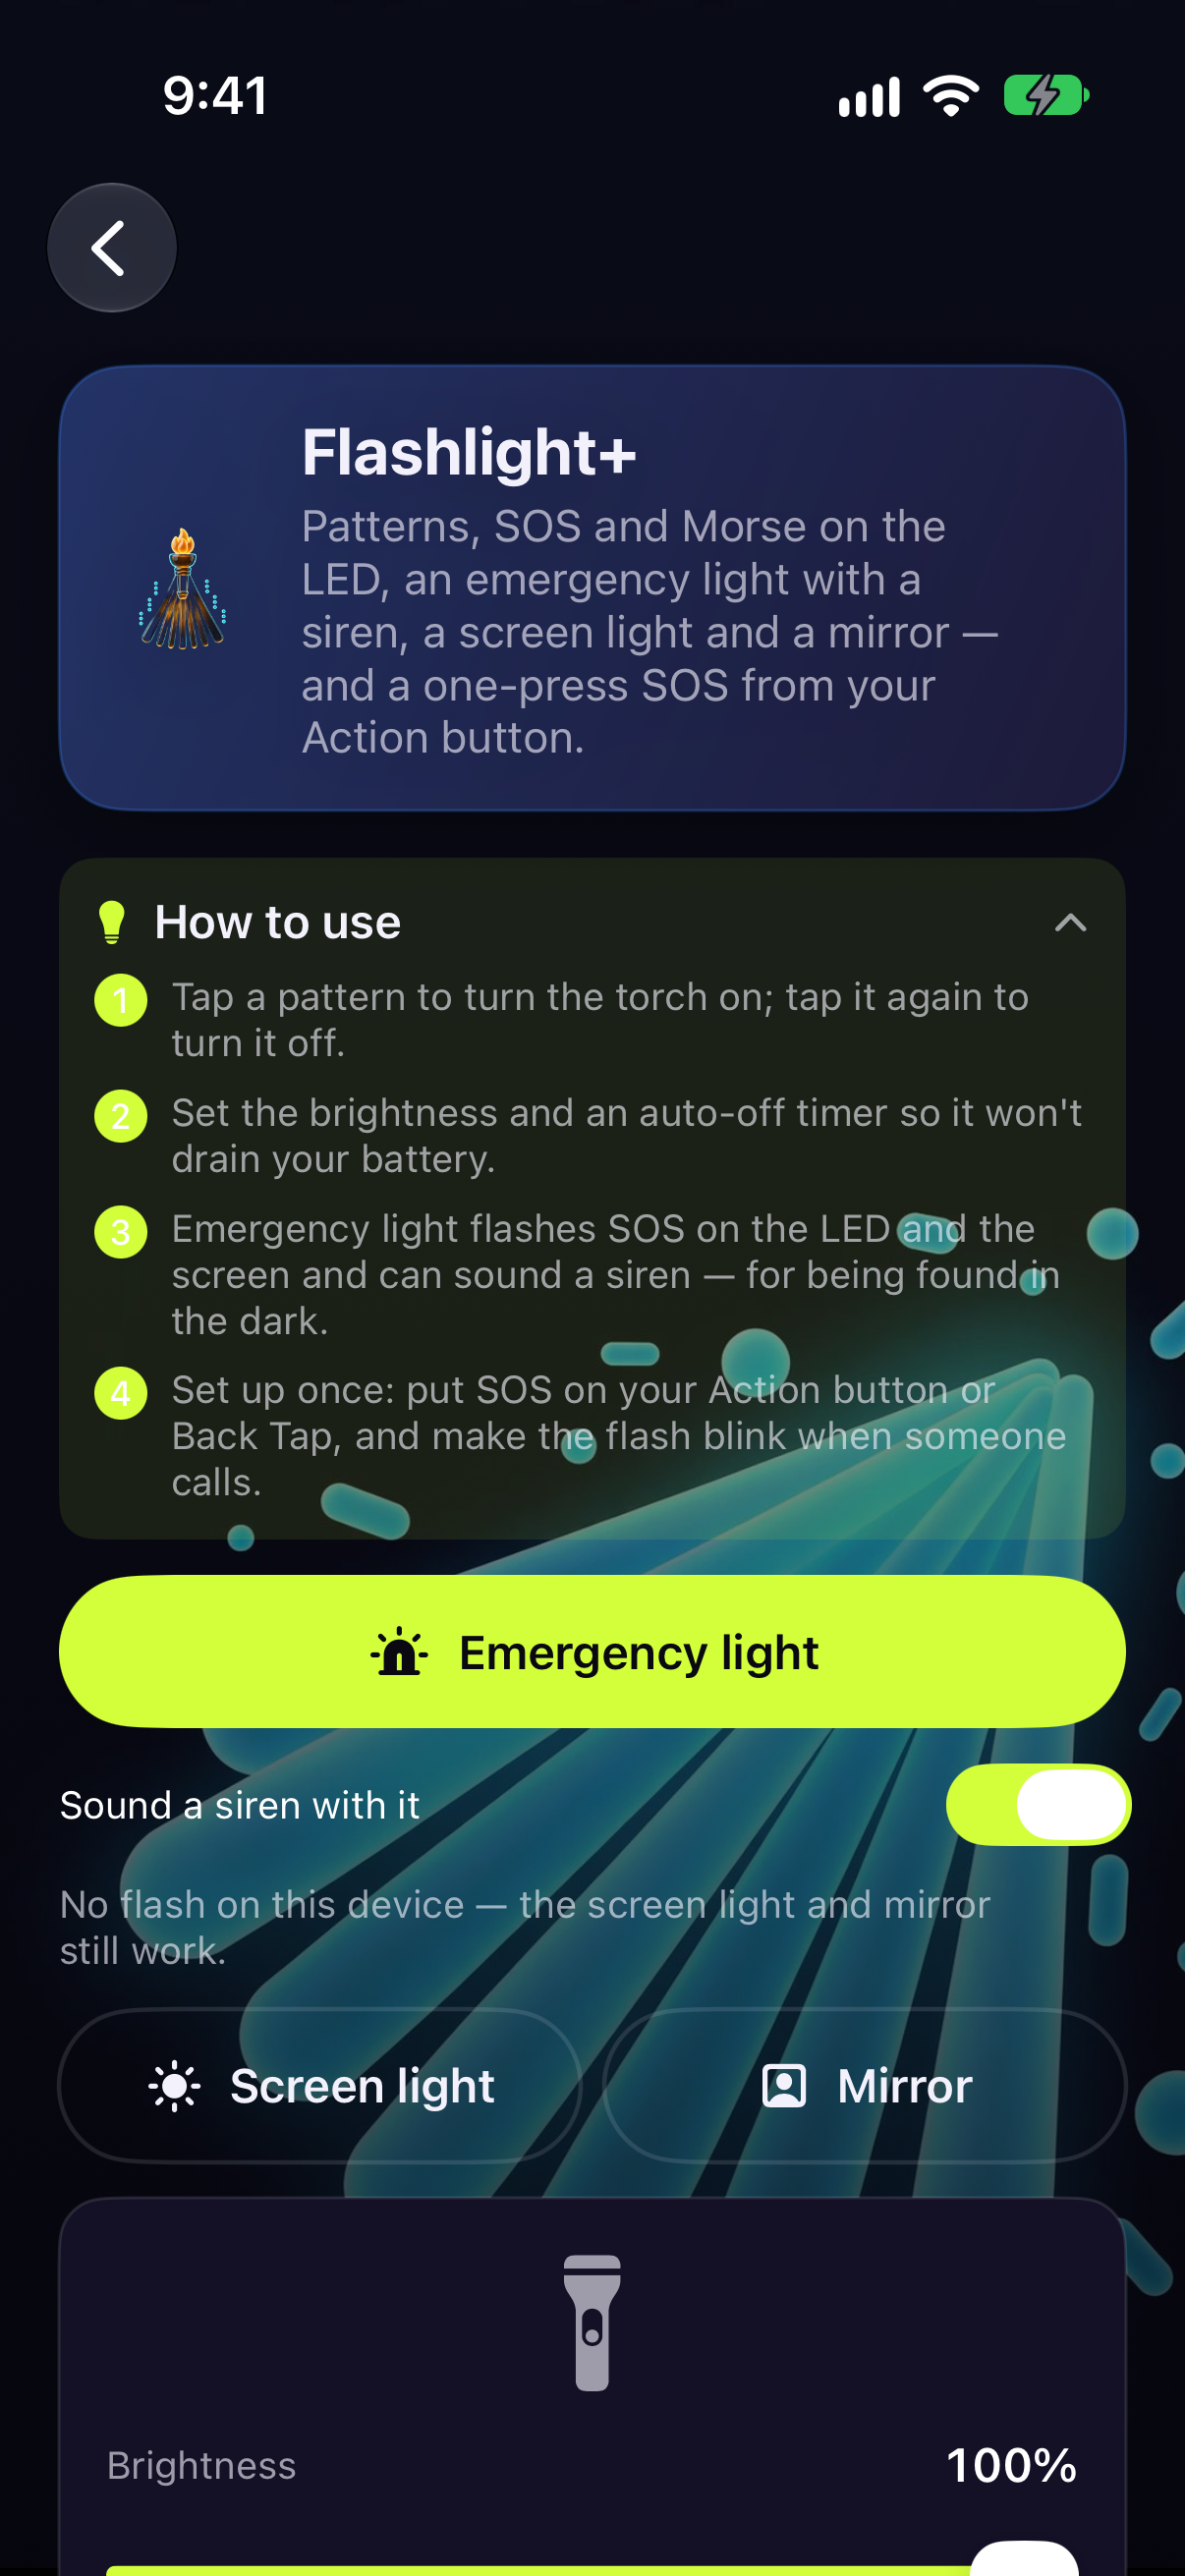 9:41
Flashlight+
Patterns, SOS and Morse on the
LED, an emergency light with a
siren, a screen light and a mirror —
and a one-press SOS from your
Action button.
How to use
1 Tap a pattern to turn the torch on; tap it again to
turn it off.
2 Set the brightness and an auto-off timer so it won't
drain your battery.
3 Emergency light flashes SOS on the LED and the
screen and can sound a siren — for being found in
the dark.
4 Set up once: put SOS on your Action button or
Back Tap, and make the flash blink when someone
calls.
Emergency light
Sound a siren with it
No flash on this device — the screen light and mirror
still work.
Screen light
Mirror
Brightness 100%